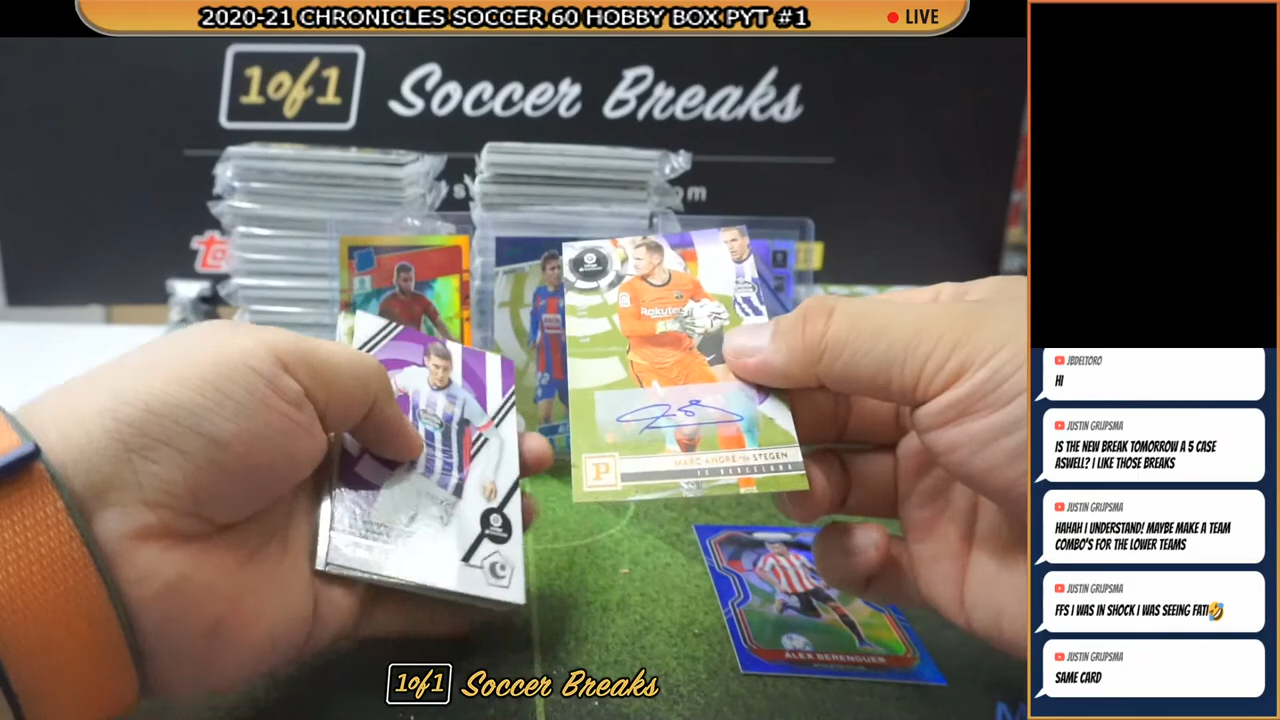 2020-21 CHRONICLES SOCCER 60 HOBBY BOX PYT #1
LIVE
1of1 Soccer Breaks
Rakuten
P
MARC-ANDRÉ TER STEGEN
FC BARCELONA
ALEX BERENGUER
1of1 Soccer Breaks
JBDELTORO
HI
JUSTIN GRIJPSMA
IS THE NEW BREAK TOMORROW A 5 CASE
ASWELL? I LIKE THOSE BREAKS
JUSTIN GRIJPSMA
HAHAH I UNDERSTAND! MAYBE MAKE A TEAM
COMBO'S FOR THE LOWER TEAMS
JUSTIN GRIJPSMA
FFS I WAS IN SHOCK I WAS SEEING FATI🤣
JUSTIN GRIJPSMA
SAME CARD